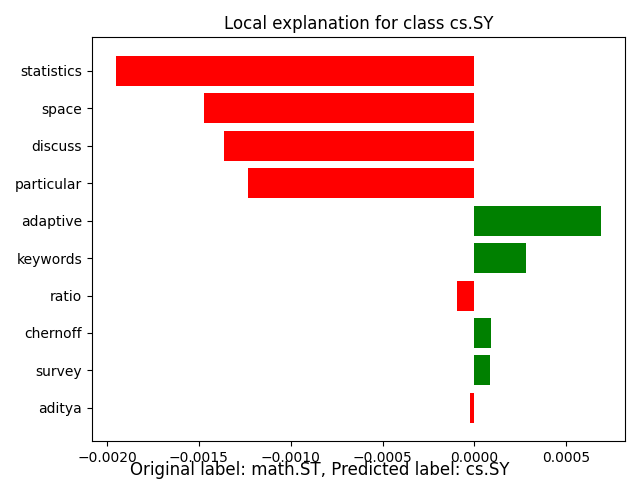 Local explanation for class cs.SY
statistics
space
discuss
particular
adaptive
keywords
ratio
chernoff
survey
aditya
−0.0020 −0.0015 −0.0010 −0.0005 0.0000 0.0005
Original label: math.ST, Predicted label: cs.SY